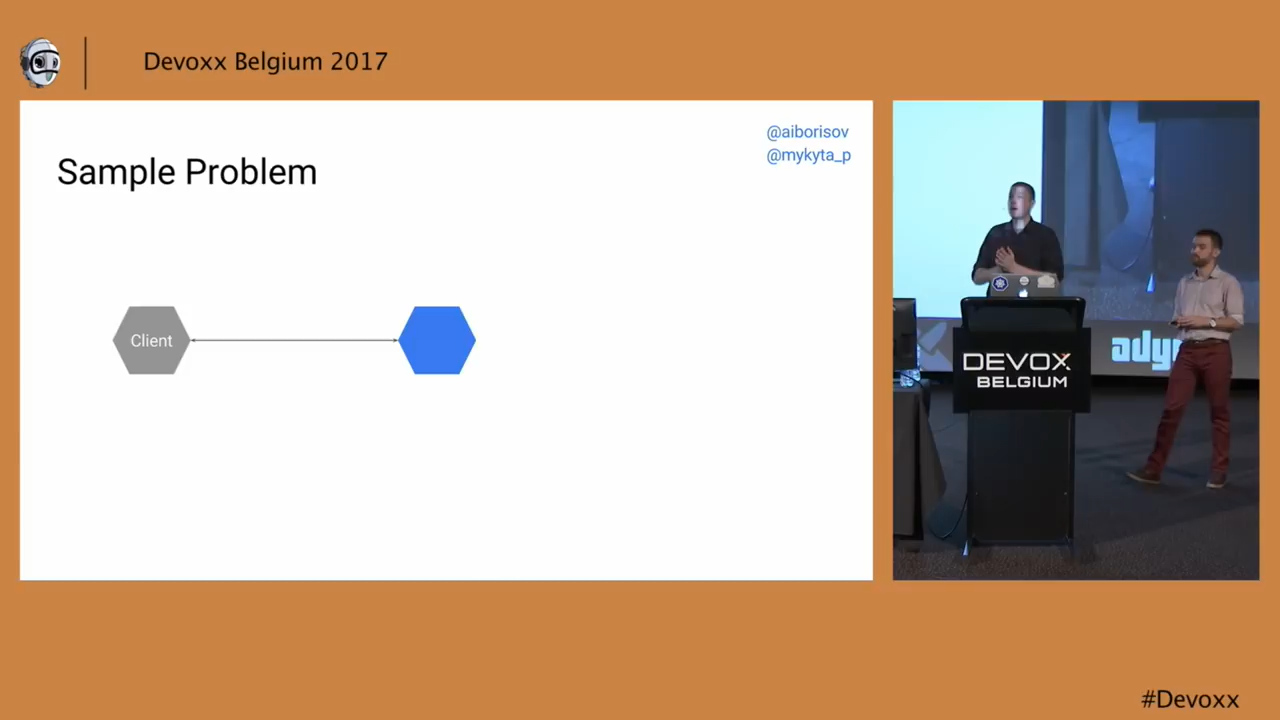 Devoxx Belgium 2017
@aiborisov
@mykyta_p
Sample Problem
Client
DEVOXX
BELGIUM
#Devoxx